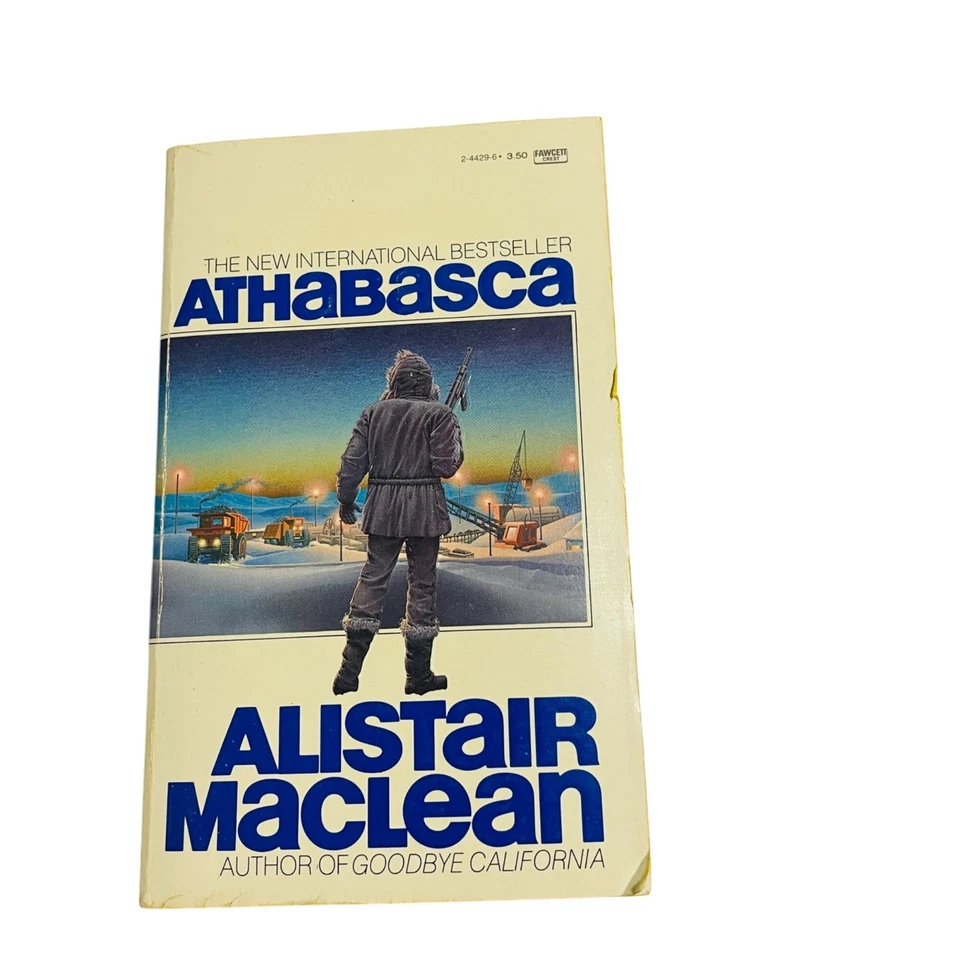 2-4429-6 • 3.50 FAWCETT
CREST
THE NEW INTERNATIONAL BESTSELLER
ATHaBasca
ALISTaIR
MacLean
AUTHOR OF GOODBYE CALIFORNIA